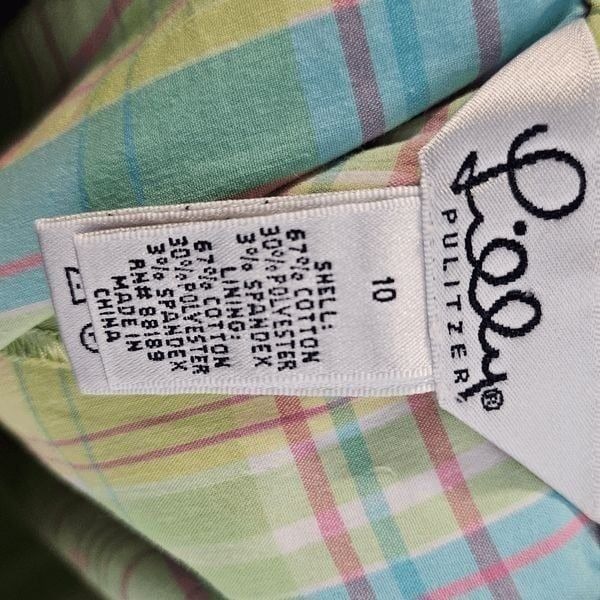 Lilly®
PULITZER
10
SHELL:
67% COTTON
30% POLYESTER
3% SPANDEX
LINING:
67% COTTON
30% POLYESTER
3% SPANDEX
RN# 88189
MADE IN
CHINA